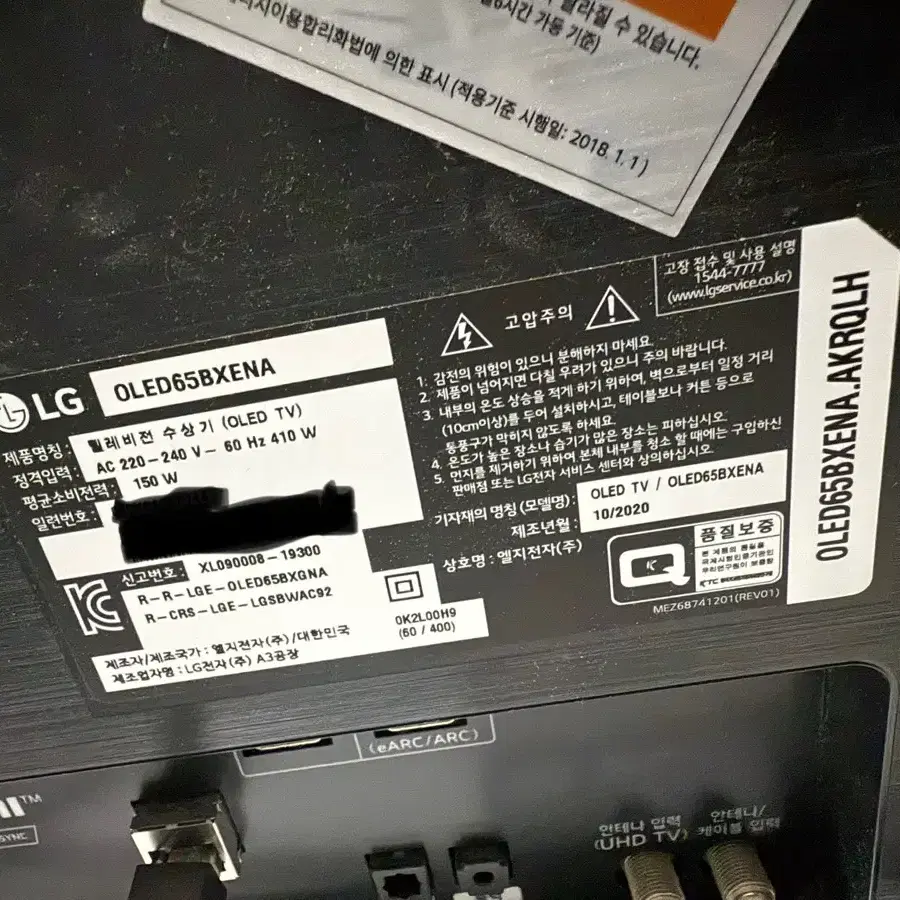 달라질 수 있습니다.
6시간 가동 기준)
이용합리화법에 의한 표시 (적용기준 시행일: 2018. 1. 1)
고장 접수 및 사용 설명
1544-7777
(www.lgservice.co.kr)
고압주의
LG
OLED65BXENA
제품명칭 : 텔레비전 수상기 (OLED TV)
정격입력 : AC 220-240 V~ 60 Hz 410 W
평균소비전력 : 150 W
일련번호 :
신고번호 : XL090008-19300
R-R-LGE-OLED65BXGNA
R-CRS-LGE-LGSBWAC92
제조자/제조국가 : 엘지전자(주)/대한민국
제조업자명 : LG전자(주) A3공장
0K2L00H9
(60 / 400)
1. 감전의 위험이 있으니 분해하지 마세요.
2. 제품이 넘어지면 다칠 우려가 있으니 주의 바랍니다.
3. 내부의 온도 상승을 적게 하기 위하여, 벽으로부터 일정 거리
(10cm이상)를 두어 설치하시고, 테이블보나 커튼 등으로
통풍구가 막히지 않도록 하세요.
4. 온도가 높은 장소나 습기가 많은 장소는 피하십시오.
5. 먼지를 제거하기 위하여 본체 내부를 청소 할 때에는 구입하신
판매점 또는 LG전자 서비스 센터와 상의하십시오.
기자재의 명칭 (모델명) : OLED TV / OLED65BXENA
제조년월 : 10/2020
상호명 : 엘지전자(주)
품질보증
MEZ68741201(REV01)
OLED65BXENA.AKRQLH
(eARC/ARC)
SYNC
안테나 입력
(UHD TV)
안테나/
케이블 입력